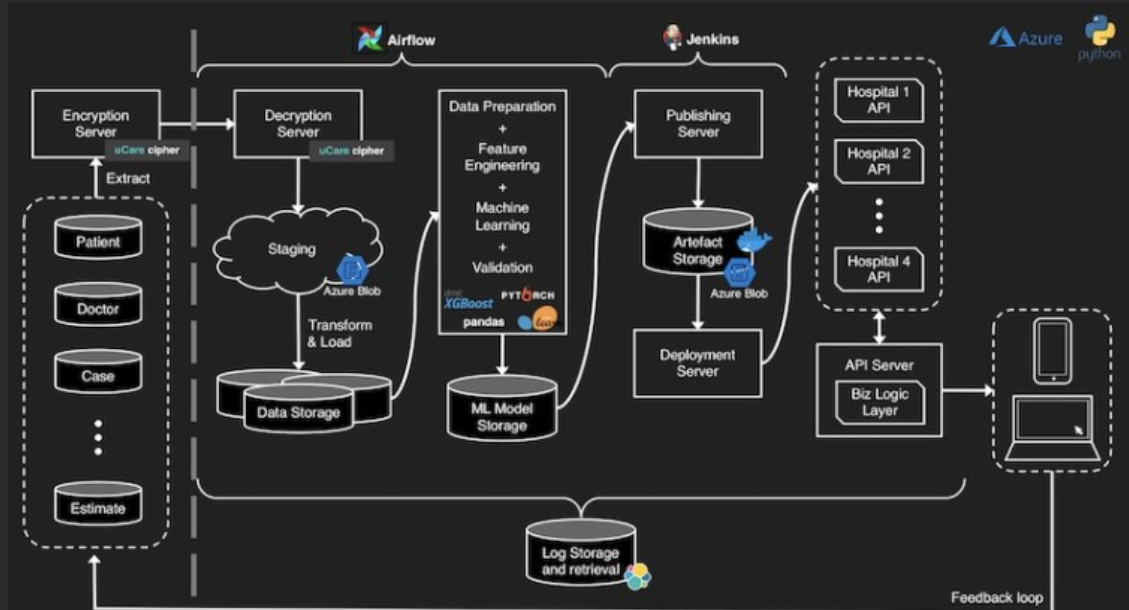 Airflow
Jenkins
Azure
python
Encryption
Server
uCare cipher
Extract
Patient
Doctor
Case
Estimate
Decryption
Server
uCare cipher
Staging
Azure Blob
Transform
& Load
Data Storage
Data Preparation
+
Feature
Engineering
+
Machine
Learning
+
Validation
XGBoost
PYTORCH
pandas
ML Model
Storage
Publishing
Server
Artefact
Storage
Azure Blob
Deployment
Server
Hospital 1
API
Hospital 2
API
Hospital 4
API
API Server
Biz Logic
Layer
Log Storage
and retrieval
Feedback loop